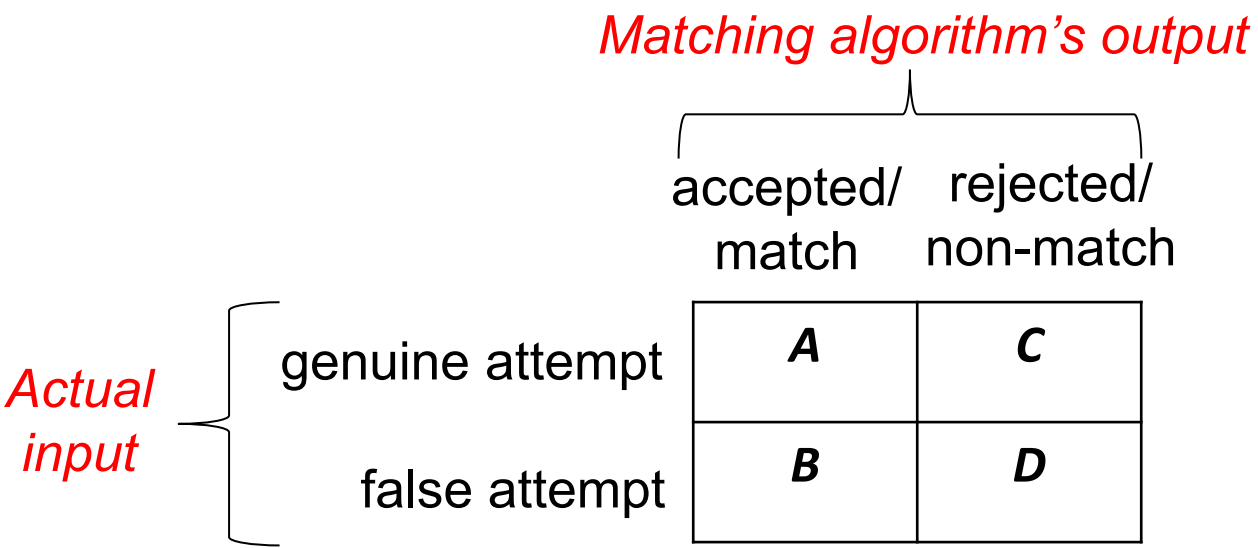 Matching algorithm's output
accepted/ rejected/
match non-match
genuine attempt A C
Actual
input
false attempt B D